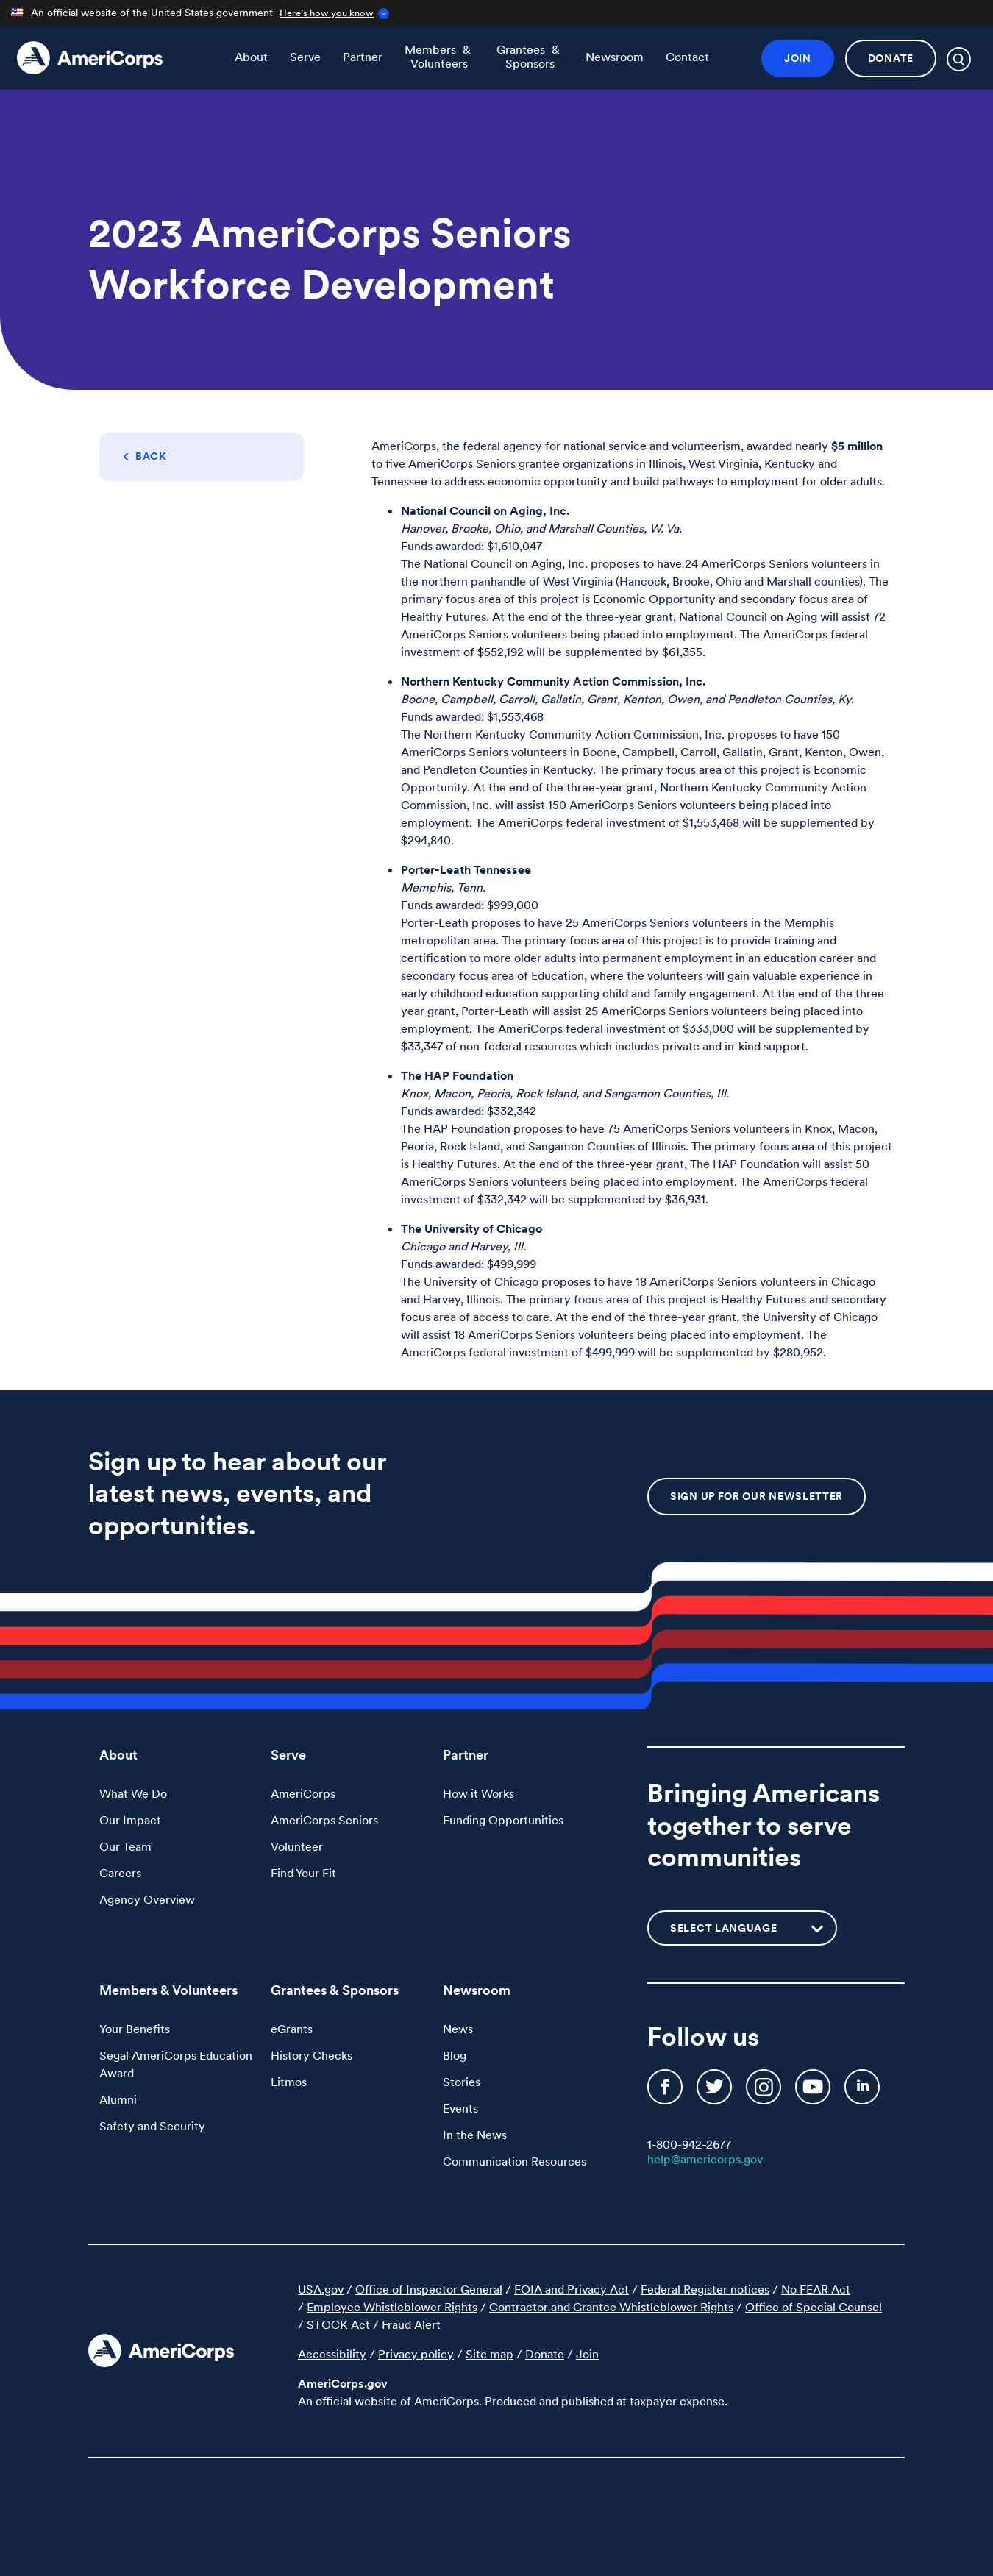 An official website of the United States government Here's how you know
AmeriCorps
About Serve Partner Members & Volunteers Grantees & Sponsors Newsroom Contact JOIN DONATE
2023 AmeriCorps Seniors
Workforce Development
BACK
AmeriCorps, the federal agency for national service and volunteerism, awarded nearly $5 million
to five AmeriCorps Seniors grantee organizations in Illinois, West Virginia, Kentucky and
Tennessee to address economic opportunity and build pathways to employment for older adults.
National Council on Aging, Inc.
Hanover, Brooke, Ohio, and Marshall Counties, W. Va.
Funds awarded: $1,610,047
The National Council on Aging, Inc. proposes to have 24 AmeriCorps Seniors volunteers in
the northern panhandle of West Virginia (Hancock, Brooke, Ohio and Marshall counties). The
primary focus area of this project is Economic Opportunity and secondary focus area of
Healthy Futures. At the end of the three-year grant, National Council on Aging will assist 72
AmeriCorps Seniors volunteers being placed into employment. The AmeriCorps federal
investment of $552,192 will be supplemented by $61,355.
Northern Kentucky Community Action Commission, Inc.
Boone, Campbell, Carroll, Gallatin, Grant, Kenton, Owen, and Pendleton Counties, Ky.
Funds awarded: $1,553,468
The Northern Kentucky Community Action Commission, Inc. proposes to have 150
AmeriCorps Seniors volunteers in Boone, Campbell, Carroll, Gallatin, Grant, Kenton, Owen,
and Pendleton Counties in Kentucky. The primary focus area of this project is Economic
Opportunity. At the end of the three-year grant, Northern Kentucky Community Action
Commission, Inc. will assist 150 AmeriCorps Seniors volunteers being placed into
employment. The AmeriCorps federal investment of $1,553,468 will be supplemented by
$294,840.
Porter-Leath Tennessee
Memphis, Tenn.
Funds awarded: $999,000
Porter-Leath proposes to have 25 AmeriCorps Seniors volunteers in the Memphis
metropolitan area. The primary focus area of this project is to provide training and
certification to more older adults into permanent employment in an education career and
secondary focus area of Education, where the volunteers will gain valuable experience in
early childhood education supporting child and family engagement. At the end of the three
year grant, Porter-Leath will assist 25 AmeriCorps Seniors volunteers being placed into
employment. The AmeriCorps federal investment of $333,000 will be supplemented by
$33,347 of non-federal resources which includes private and in-kind support.
The HAP Foundation
Knox, Macon, Peoria, Rock Island, and Sangamon Counties, Ill.
Funds awarded: $332,342
The HAP Foundation proposes to have 75 AmeriCorps Seniors volunteers in Knox, Macon,
Peoria, Rock Island, and Sangamon Counties of Illinois. The primary focus area of this project
is Healthy Futures. At the end of the three-year grant, The HAP Foundation will assist 50
AmeriCorps Seniors volunteers being placed into employment. The AmeriCorps federal
investment of $332,342 will be supplemented by $36,931.
The University of Chicago
Chicago and Harvey, Ill.
Funds awarded: $499,999
The University of Chicago proposes to have 18 AmeriCorps Seniors volunteers in Chicago
and Harvey, Illinois. The primary focus area of this project is Healthy Futures and secondary
focus area of access to care. At the end of the three-year grant, the University of Chicago
will assist 18 AmeriCorps Seniors volunteers being placed into employment. The
AmeriCorps federal investment of $499,999 will be supplemented by $280,952.
Sign up to hear about our
latest news, events, and
opportunities.
SIGN UP FOR OUR NEWSLETTER
About
What We Do
Our Impact
Our Team
Careers
Agency Overview
Serve
AmeriCorps
AmeriCorps Seniors
Volunteer
Find Your Fit
Partner
How it Works
Funding Opportunities
Bringing Americans
together to serve
communities
SELECT LANGUAGE
Members & Volunteers
Your Benefits
Segal AmeriCorps Education
Award
Alumni
Safety and Security
Grantees & Sponsors
eGrants
History Checks
Litmos
Newsroom
News
Blog
Stories
Events
In the News
Communication Resources
Follow us
1-800-942-2677
help@americorps.gov
AmeriCorps
USA.gov / Office of Inspector General / FOIA and Privacy Act / Federal Register notices / No FEAR Act
/ Employee Whistleblower Rights / Contractor and Grantee Whistleblower Rights / Office of Special Counsel
/ STOCK Act / Fraud Alert
Accessibility / Privacy policy / Site map / Donate / Join
AmeriCorps.gov
An official website of AmeriCorps. Produced and published at taxpayer expense.